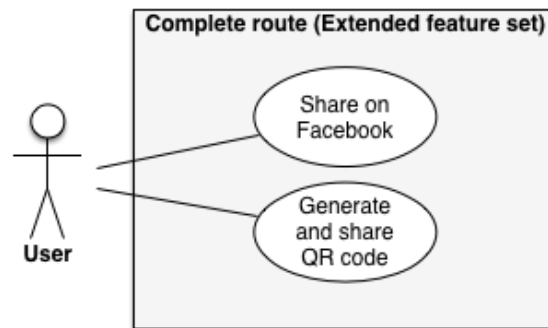 Complete route (Extended feature set)
Share on
Facebook
Generate
and share
QR code
User